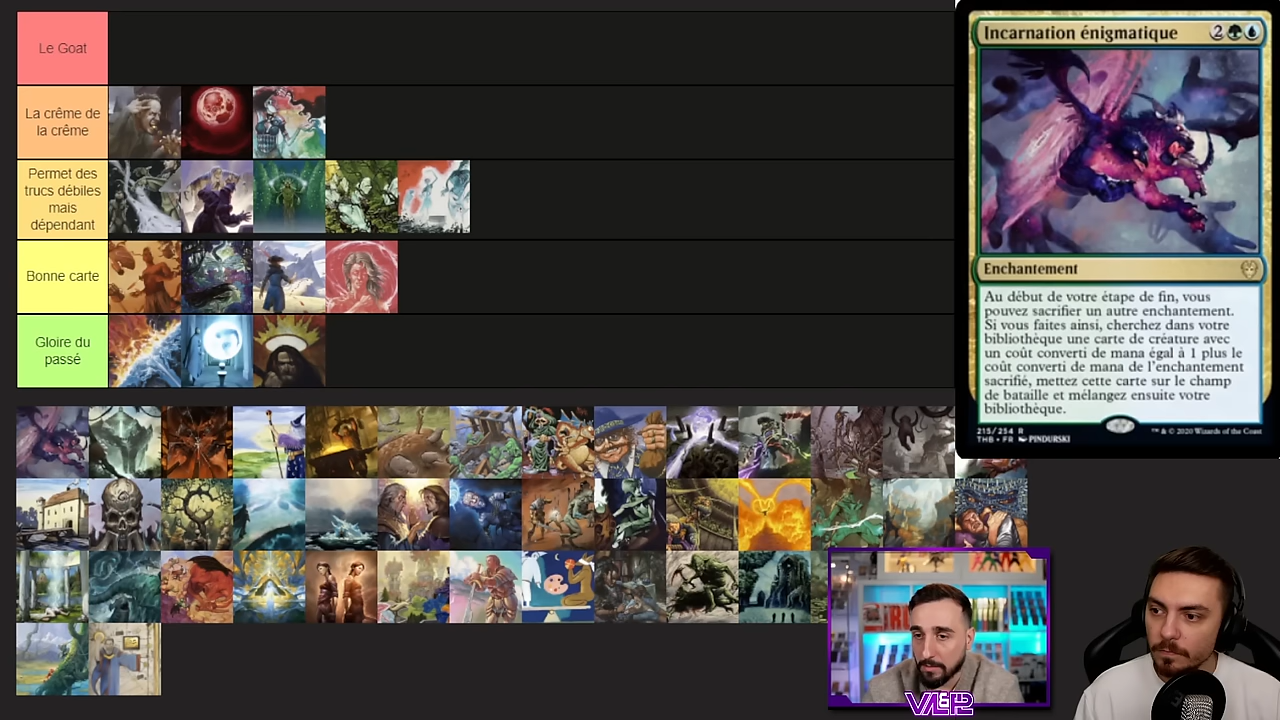 Le Goat
La crême de
la crême
Permet des
trucs débiles
mais
dépendant
Bonne carte
Gloire du
passé
Incarnation énigmatique 2
Enchantement
Au début de votre étape de fin, vous
pouvez sacrifier un autre enchantement.
Si vous faites ainsi, cherchez dans votre
bibliothèque une carte de créature avec
un coût converti de mana égal à 1 plus le
coût converti de mana de l'enchantement
sacrifié, mettez cette carte sur le champ
de bataille et mélangez ensuite votre
bibliothèque.
215/254 R
THB • FR PINDURSKI
™ & © 2020 Wizards of the Coast